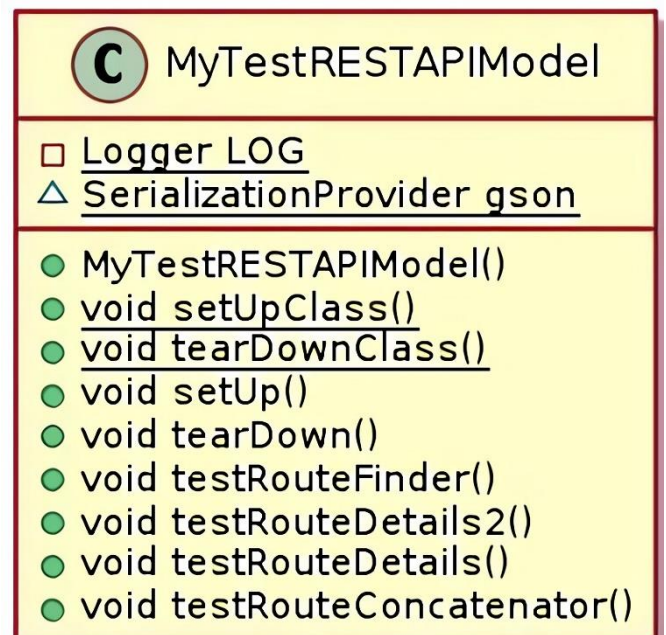 C MyTestRESTAPIModel
Logger LOG
SerializationProvider gson
MyTestRESTAPIModel()
void setUpClass()
void tearDownClass()
void setUp()
void tearDown()
void testRouteFinder()
void testRouteDetails2()
void testRouteDetails()
void testRouteConcatenator()